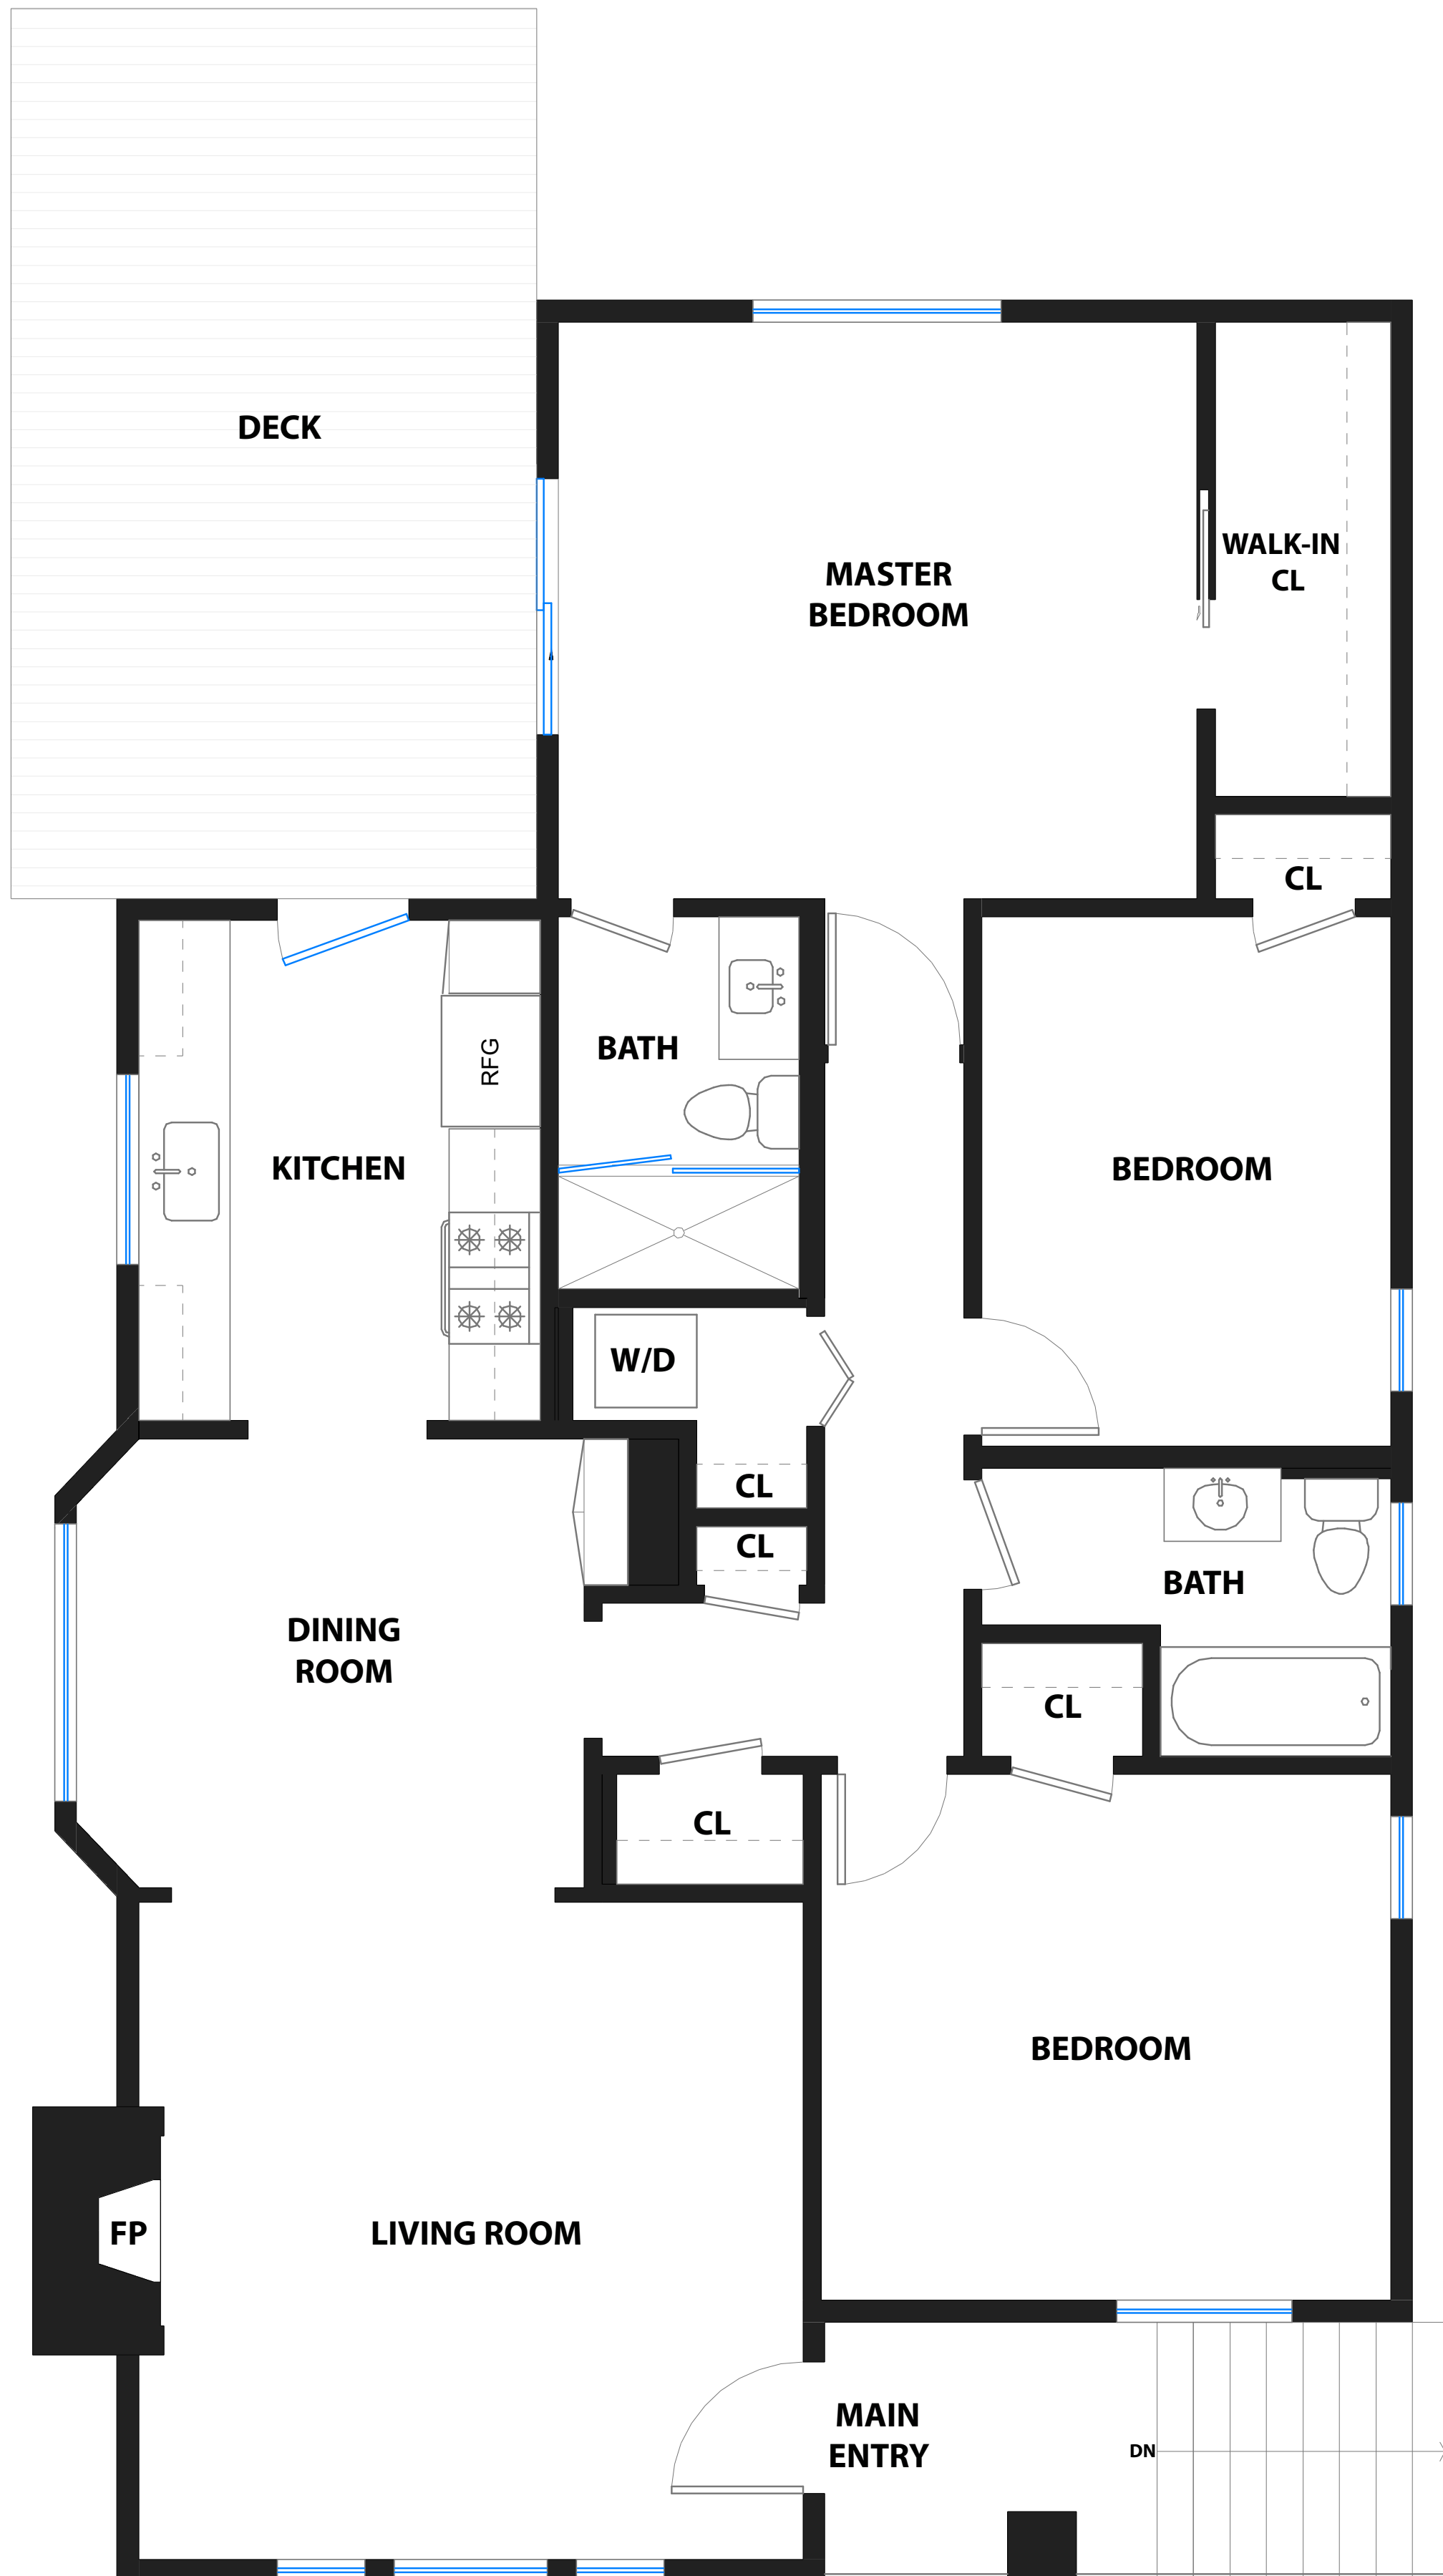 DECK
WALK-IN
CL
MASTER
BEDROOM
CL
BATH
RFG
KITCHEN
BEDROOM
W/D
CL
CL
BATH
DINING
ROOM
CL
CL
BEDROOM
FP
LIVING ROOM
MAIN
ENTRY
DN